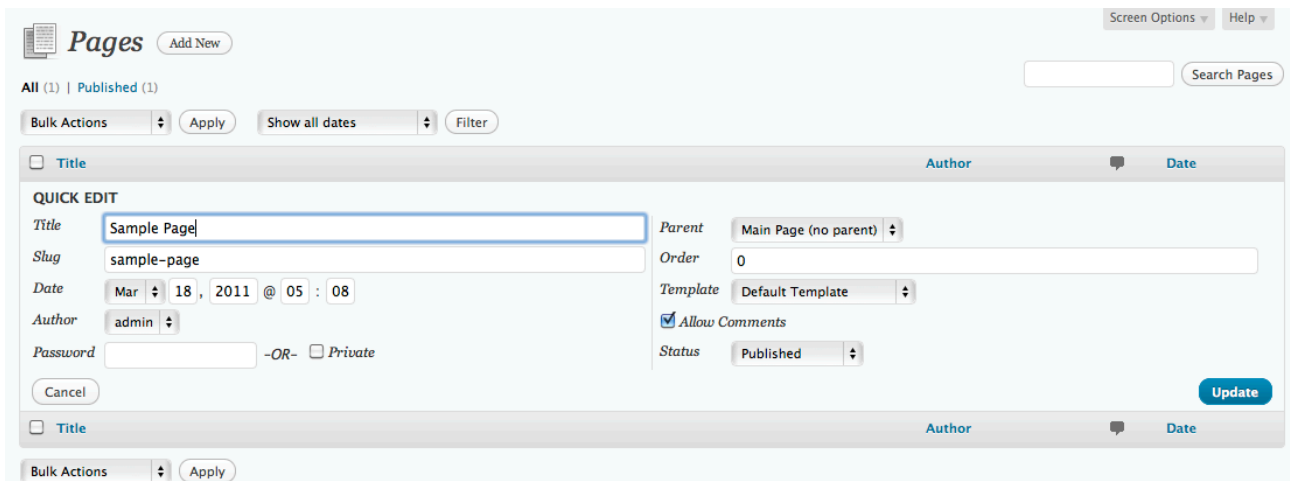 Screen Options Help
Pages Add New
Search Pages
All (1) | Published (1)
Bulk Actions Apply Show all dates Filter
Title Author Date
QUICK EDIT
Title Sample Page Parent Main Page (no parent)
Slug sample-page Order 0
Date Mar 18 , 2011 @ 05 : 08 Template Default Template
Author admin Allow Comments
Password -OR- Private Status Published
Cancel Update
Title Author Date
Bulk Actions Apply